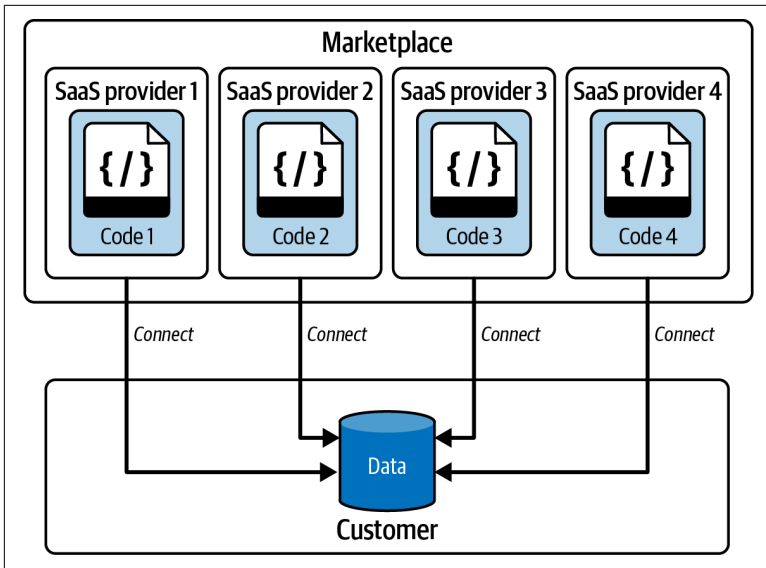 Marketplace
SaaS provider 1
SaaS provider 2
SaaS provider 3
SaaS provider 4
{/}
{/}
{/}
{/}
Code 1
Code 2
Code 3
Code 4
Connect
Connect
Connect
Connect
Data
Customer